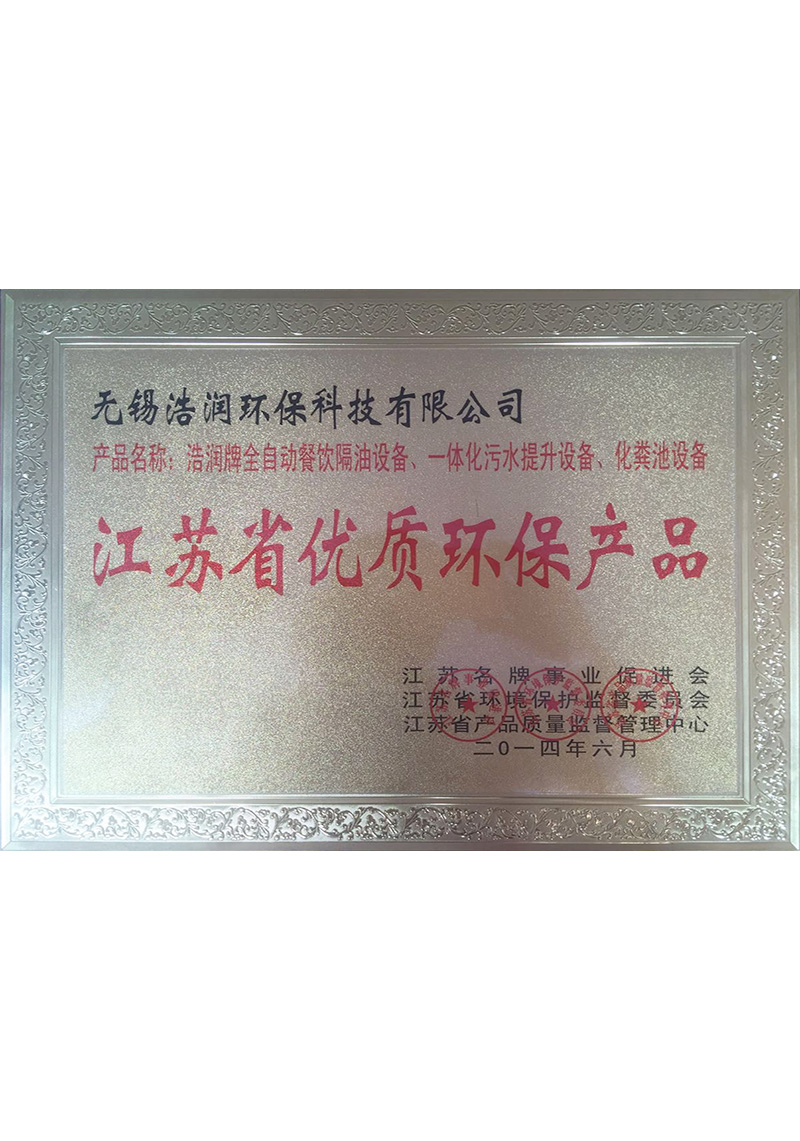 无锡浩润环保科技有限公司
产品名称：浩润牌全自动餐饮隔油设备、一体化污水提升设备、化粪池设备
江苏省优质环保产品
江苏名牌事业促进会
江苏省环境保护监督委员会
江苏省产品质量监督管理中心
二0一四年六月